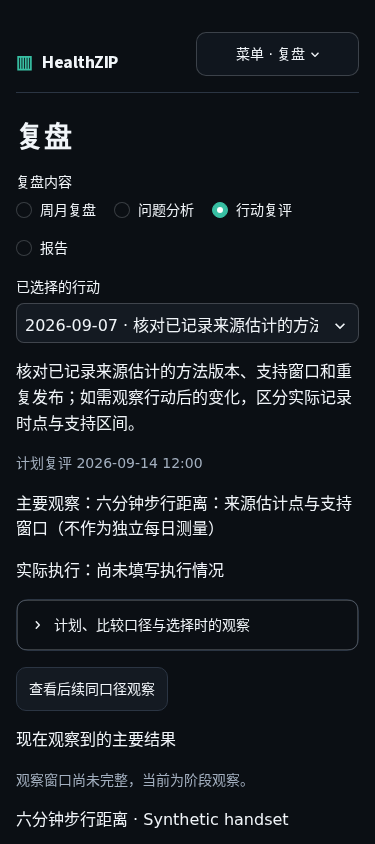 HealthZIP
菜单 · 复盘
复盘
复盘内容
周月复盘
问题分析
行动复评
报告
已选择的行动
2026-09-07 · 核对已记录来源估计的方
核对已记录来源估计的方法版本、支持窗口和重
复发布；如需观察行动后的变化，区分实际记录
时点与支持区间。
计划复评 2026-09-14 12:00
主要观察：六分钟步行距离：来源估计点与支持
窗口（不作为独立每日测量）
实际执行：尚未填写执行情况
计划、比较口径与选择时的观察
查看后续同口径观察
现在观察到的主要结果
观察窗口尚未完整，当前为阶段观察。
六分钟步行距离 · Synthetic handset